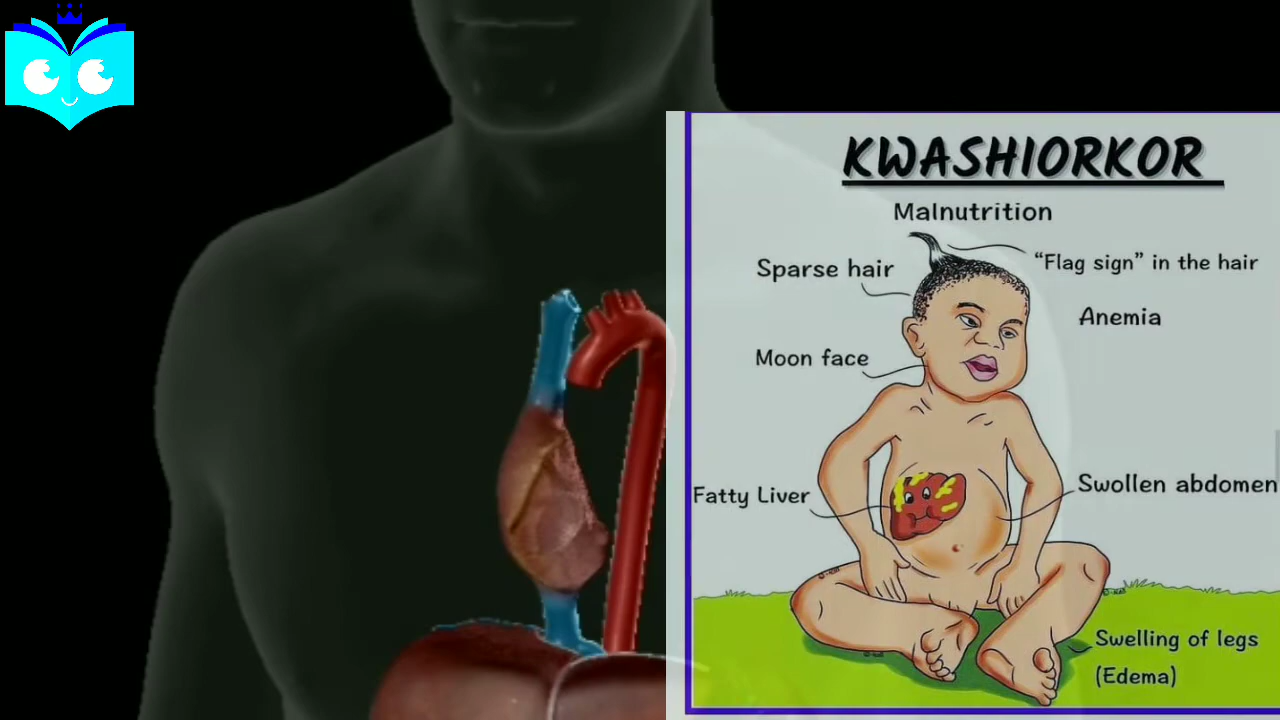 KWASHIORKOR
Malnutrition
Sparse hair
"Flag sign" in the hair
Anemia
Moon face
Fatty Liver
Swollen abdomen
Swelling of legs
(Edema)